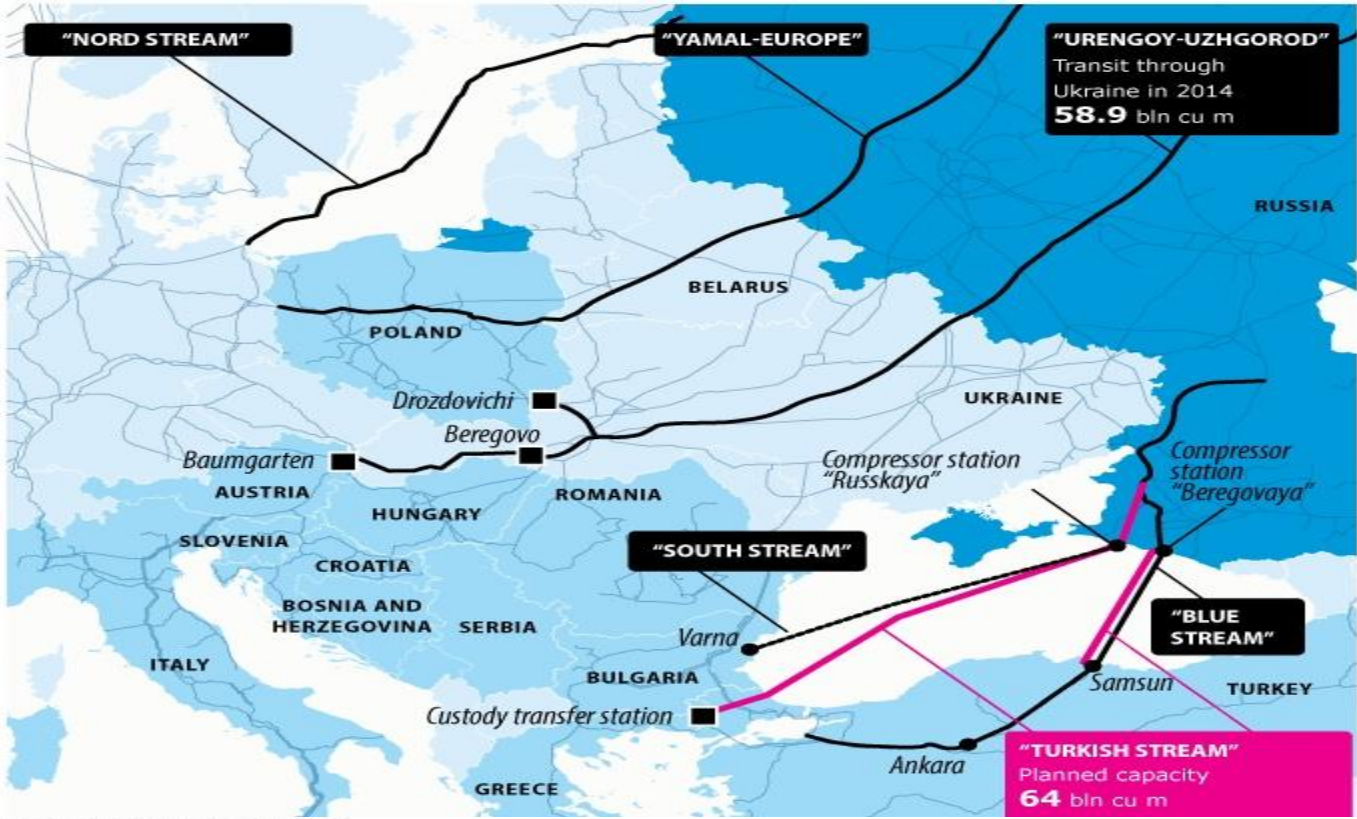 "NORD STREAM"
"YAMAL-EUROPE"
"URENGOY-UZHGOROD"
Transit through
Ukraine in 2014
58.9 bln cu m
RUSSIA
BELARUS
POLAND
Drozdovichi
UKRAINE
Beregovo
Baumgarten
Compressor station
"Russkaya"
Compressor
station
"Beregovaya"
AUSTRIA
ROMANIA
HUNGARY
SLOVENIA
"SOUTH STREAM"
CROATIA
BOSNIA AND
HERZEGOVINA
SERBIA
"BLUE
STREAM"
Varna
ITALY
BULGARIA
Samsun
TURKEY
Custody transfer station
Ankara
"TURKISH STREAM"
Planned capacity
64 bln cu m
GREECE